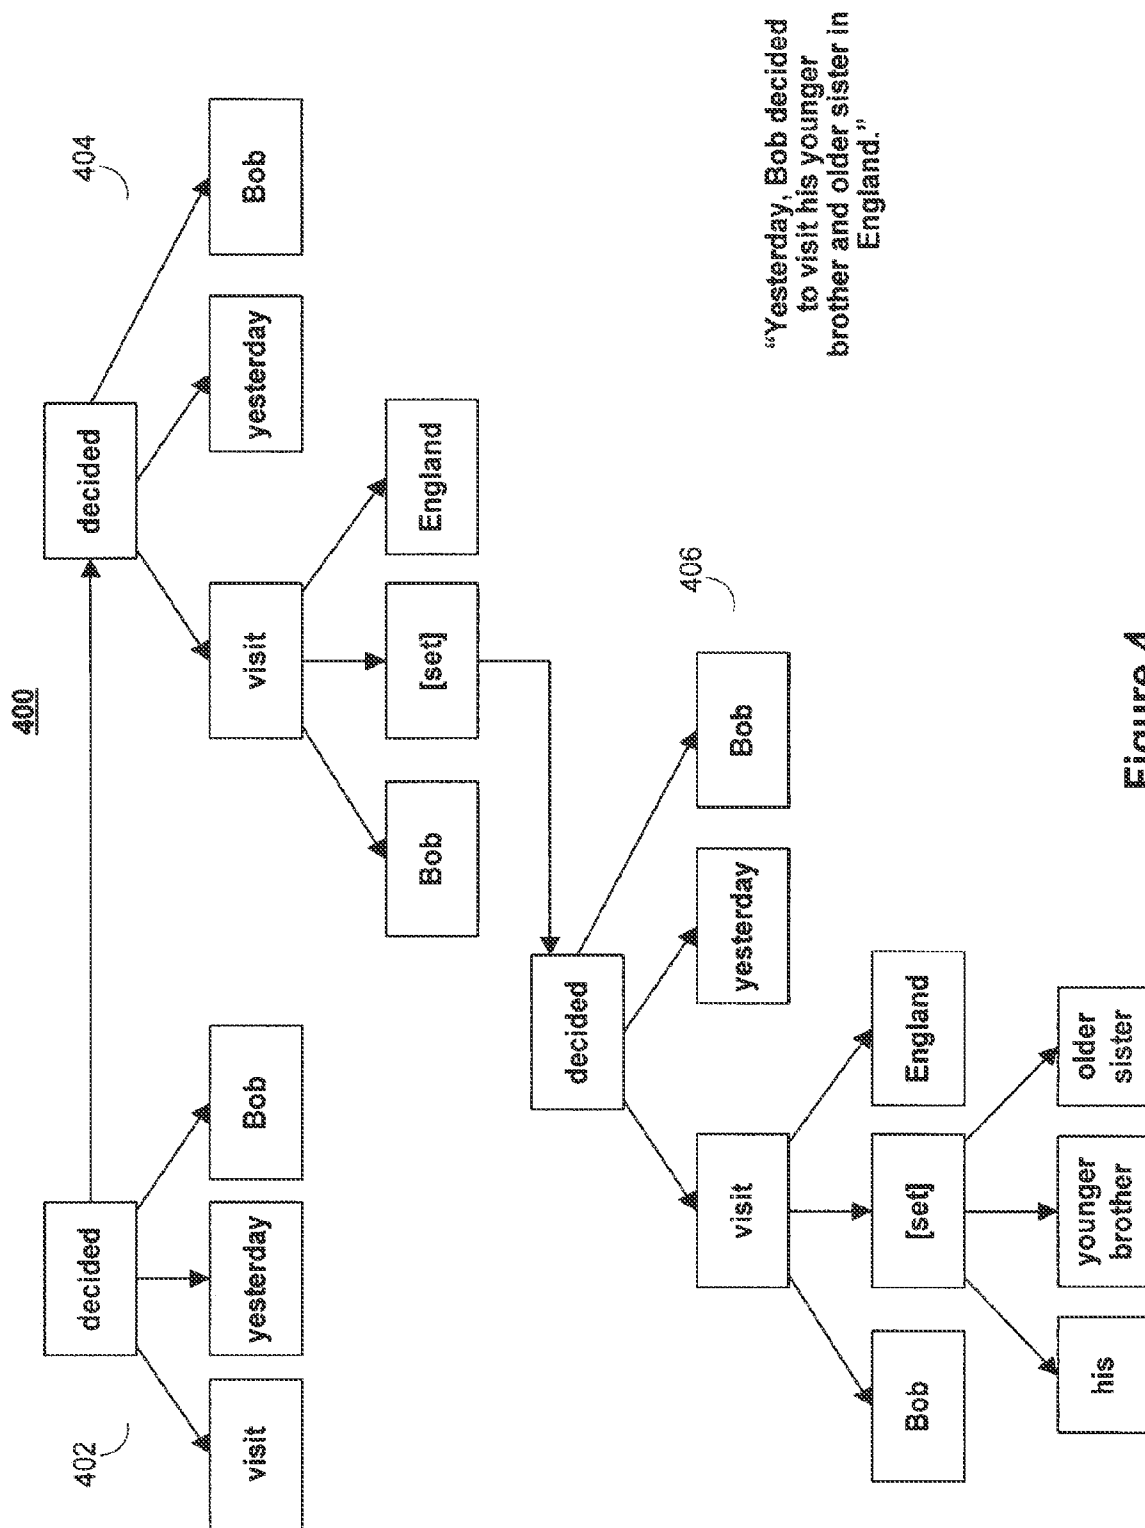 400
402
decided
decided
404
visit
yesterday
Bob
visit
yesterday
Bob
Bob
[set]
England
decided
406
visit
yesterday
Bob
“Yesterday, Bob decided
to visit his younger
brother and older sister in
England.”
Bob
[set]
England
his
younger
brother
older
sister
Figure 4